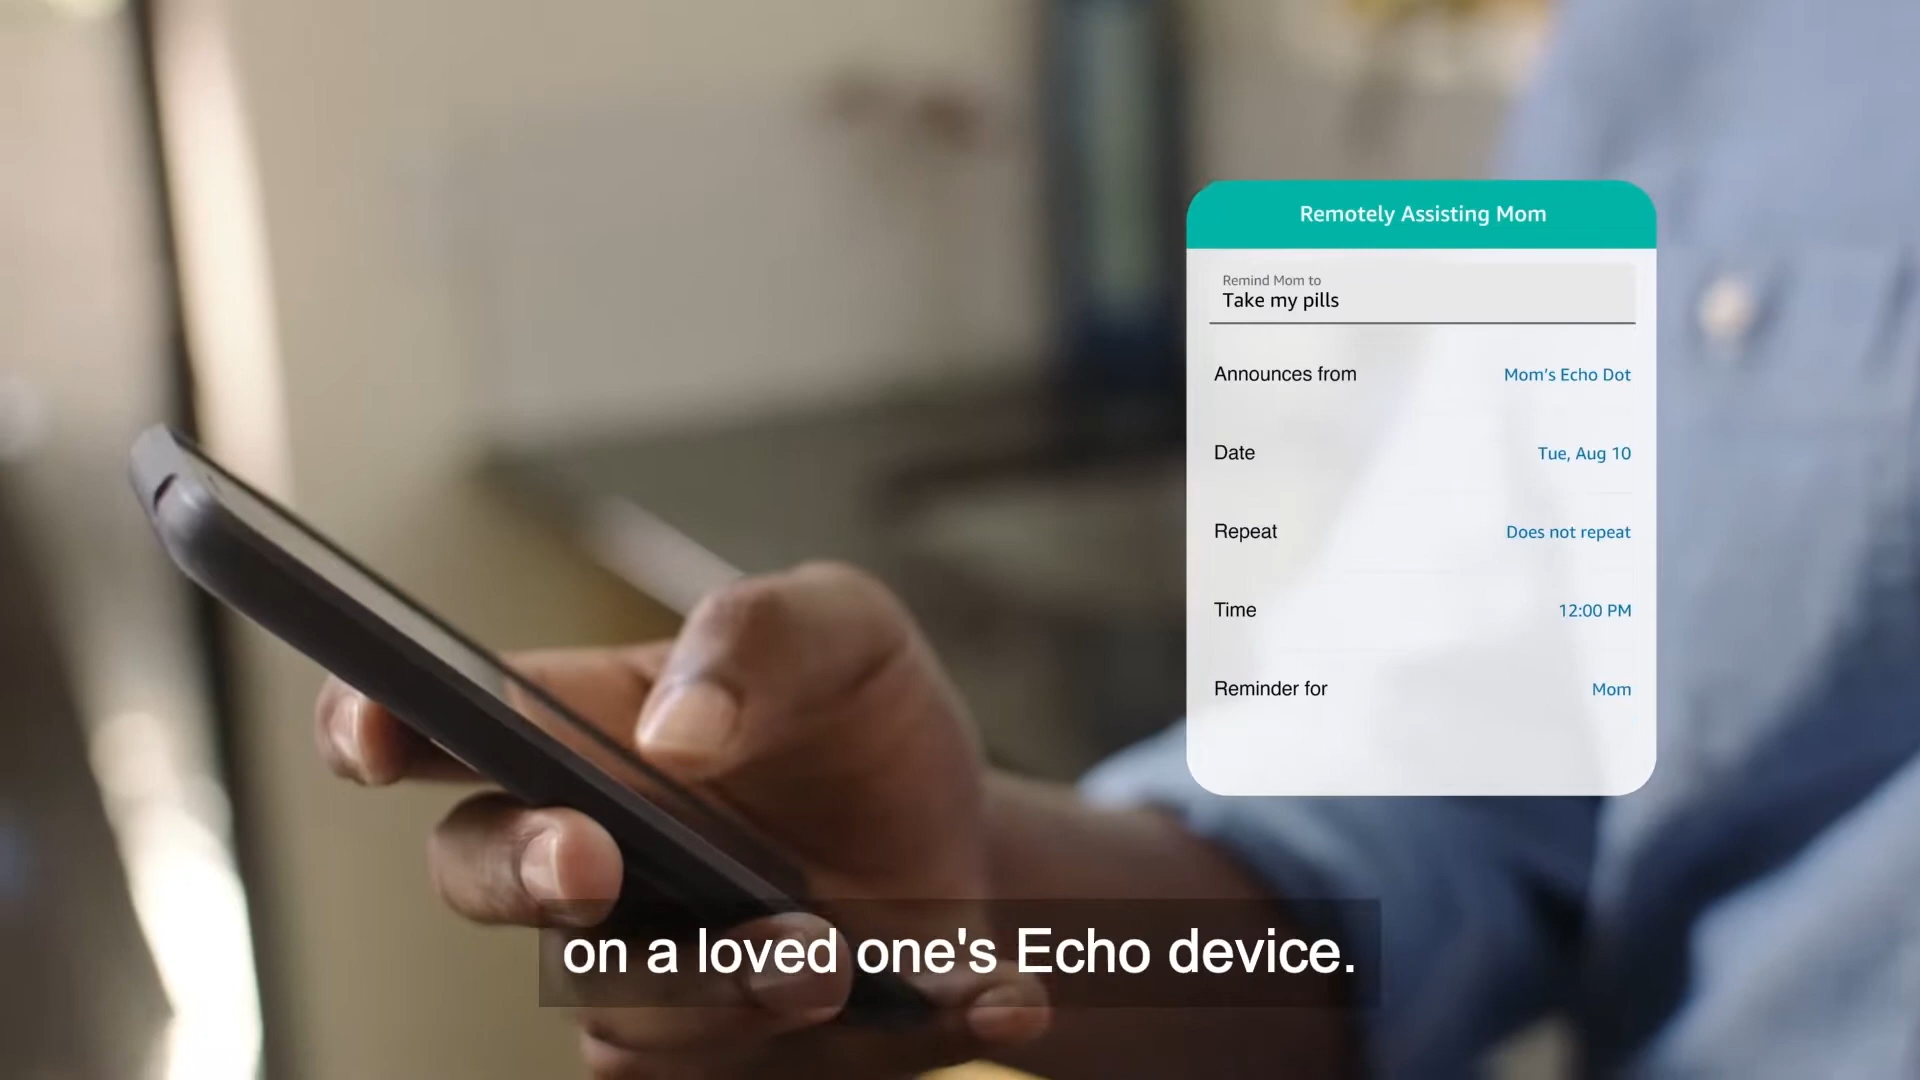 Remotely Assisting Mom
Remind Mom to
Take my pills
Announces from Mom's Echo Dot
Date Tue, Aug 10
Repeat Does not repeat
Time 12:00 PM
Reminder for Mom
on a loved one's Echo device.